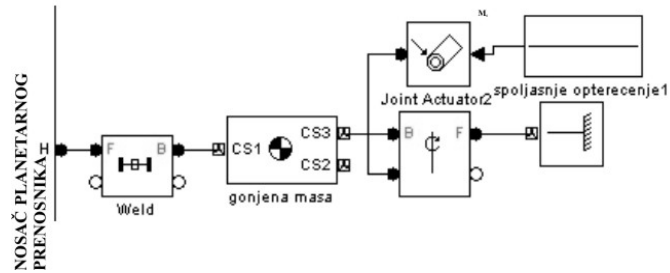 NOSAČ PLANETARNOG
PRENOSNIKA
H
F
B
Weld
CS1
CS3
CS2
gonjena masa
Joint Actuator2
M,
spoljasnje opterecenje1
B
F